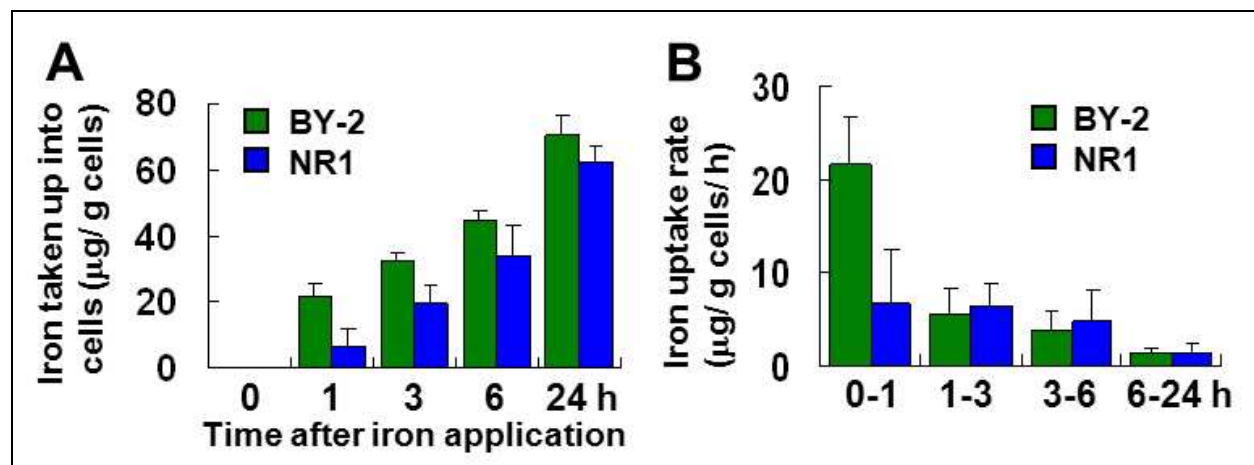 A
Iron taken up into
cells (μg/ g cells)
80
60
40
20
0
BY-2
NR1
0 1 3 6 24 h
Time after iron application
B
Iron uptake rate
(μg/ g cells/ h)
30
20
10
0
BY-2
NR1
0-1 1-3 3-6 6-24 h